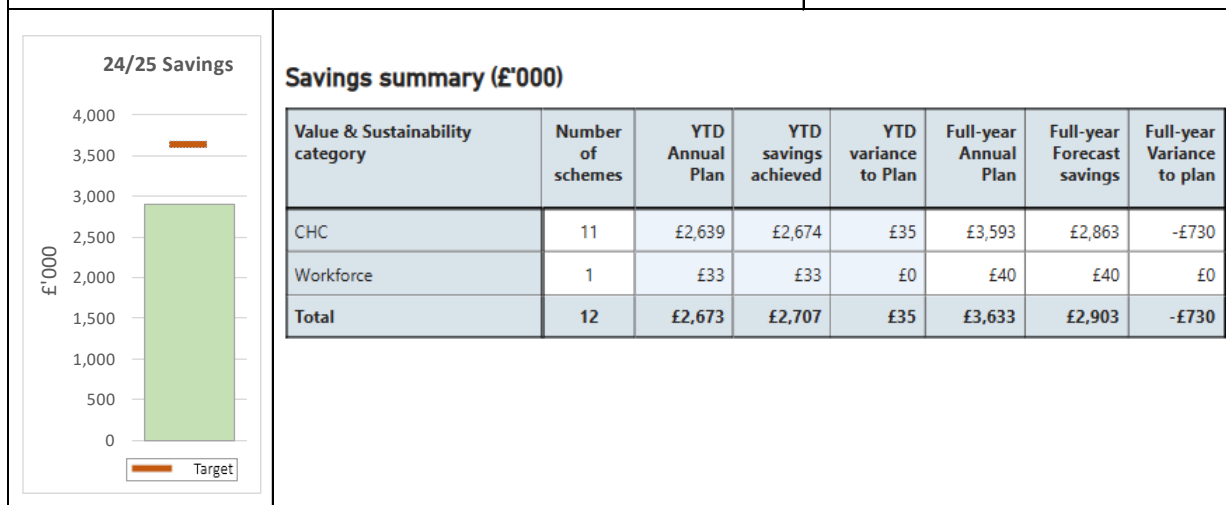 24/25 Savings
4,000
3,500
3,000
2,500
2,000
1,500
1,000
500
0
£'000
Target
Savings summary (£'000)
Value & Sustainability category Number of schemes YTD Annual Plan YTD savings achieved YTD variance to Plan Full-year Annual Plan Full-year Forecast savings Full-year Variance to plan
CHC 11 £2,639 £2,674 £35 £3,593 £2,863 -£730
Workforce 1 £33 £33 £0 £40 £40 £0
Total 12 £2,673 £2,707 £35 £3,633 £2,903 -£730